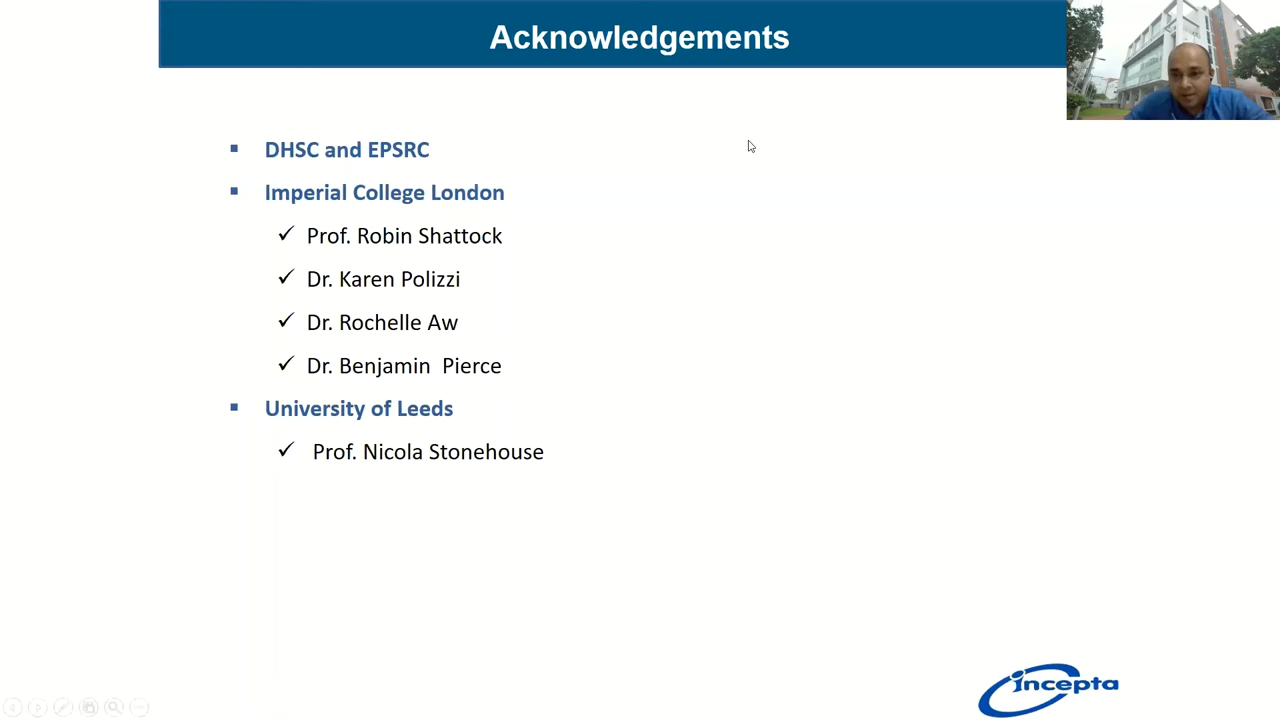 Acknowledgements
DHSC and EPSRC
Imperial College London
Prof. Robin Shattock
Dr. Karen Polizzi
Dr. Rochelle Aw
Dr. Benjamin  Pierce
University of Leeds
Prof. Nicola Stonehouse
incepta